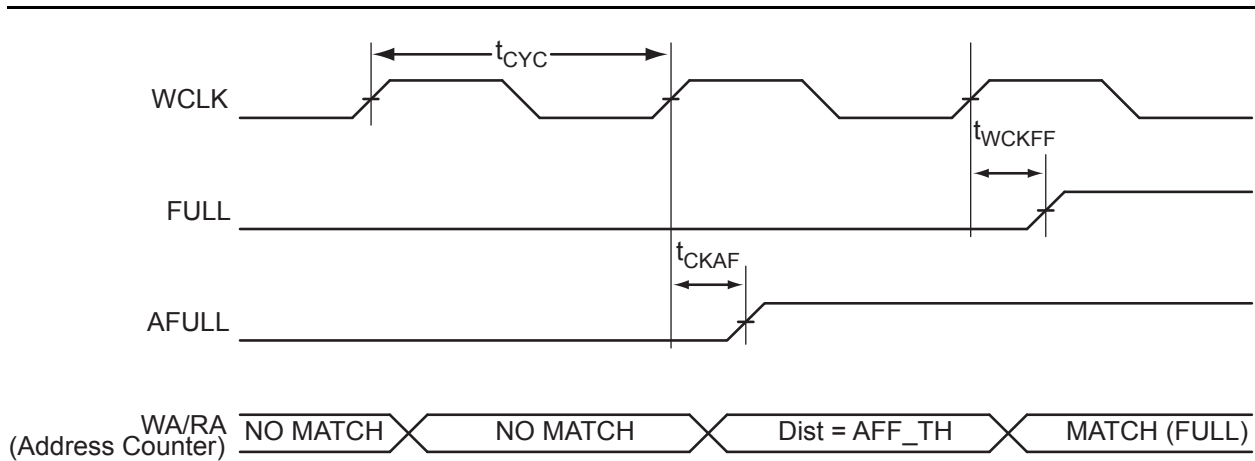 tCYC
WCLK
tWCKFF
FULL
tCKAF
AFULL
WA/RA
(Address Counter)
NO MATCH
NO MATCH
Dist = AFF_TH
MATCH (FULL)